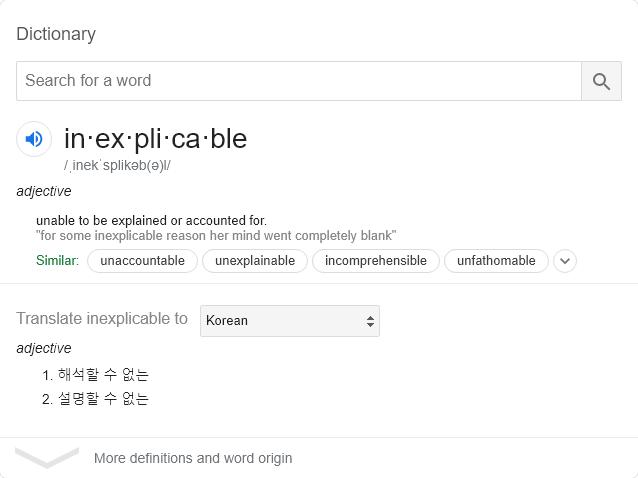 Dictionary
Search for a word
in·ex·pli·ca·ble
/ˌinekˈsplikəb(ə)l/
adjective
unable to be explained or accounted for.
"for some inexplicable reason her mind went completely blank"
Similar: unaccountable unexplainable incomprehensible unfathomable
Translate inexplicable to Korean
adjective
1. 해석할 수 없는
2. 설명할 수 없는
More definitions and word origin